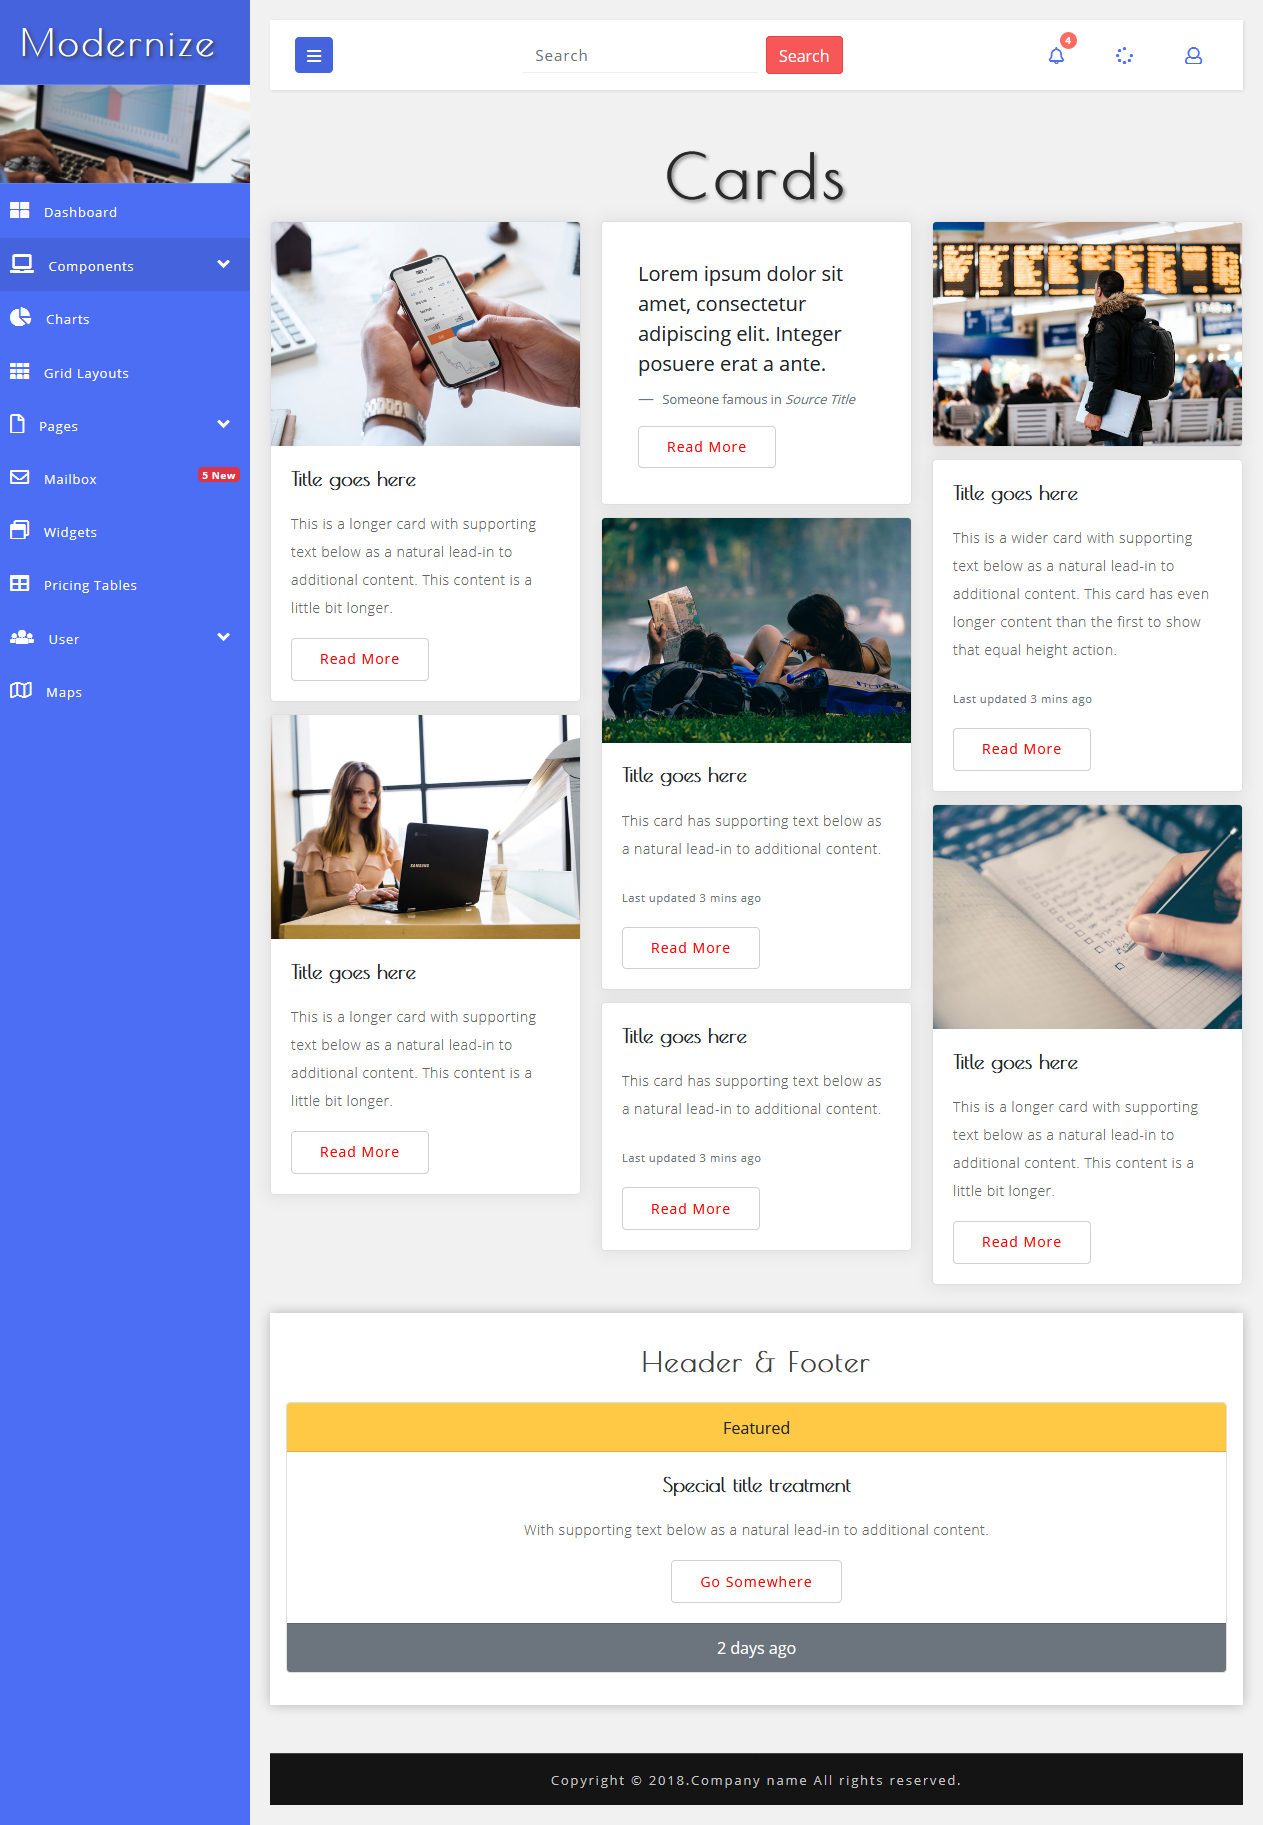 Modernize
Dashboard
Components
Charts
Grid Layouts
Pages
Mailbox
5 New
Widgets
Pricing Tables
User
Maps
Search
Search
4
Cards
Title goes here
This is a longer card with supporting
text below as a natural lead-in to
additional content. This content is a
little bit longer.
Read More
SAMSUNG
Title goes here
This is a longer card with supporting
text below as a natural lead-in to
additional content. This content is a
little bit longer.
Read More
Lorem ipsum dolor sit
amet, consectetur
adipiscing elit. Integer
posuere erat a ante.
— Someone famous in Source Title
Read More
Title goes here
This card has supporting text below as
a natural lead-in to additional content.
Last updated 3 mins ago
Read More
Title goes here
This card has supporting text below as
a natural lead-in to additional content.
Last updated 3 mins ago
Read More
Title goes here
This is a wider card with supporting
text below as a natural lead-in to
additional content. This card has even
longer content than the first to show
that equal height action.
Last updated 3 mins ago
Read More
Title goes here
This is a longer card with supporting
text below as a natural lead-in to
additional content. This content is a
little bit longer.
Read More
Header & Footer
Featured
Special title treatment
With supporting text below as a natural lead-in to additional content.
Go Somewhere
2 days ago
Copyright © 2018.Company name All rights reserved.